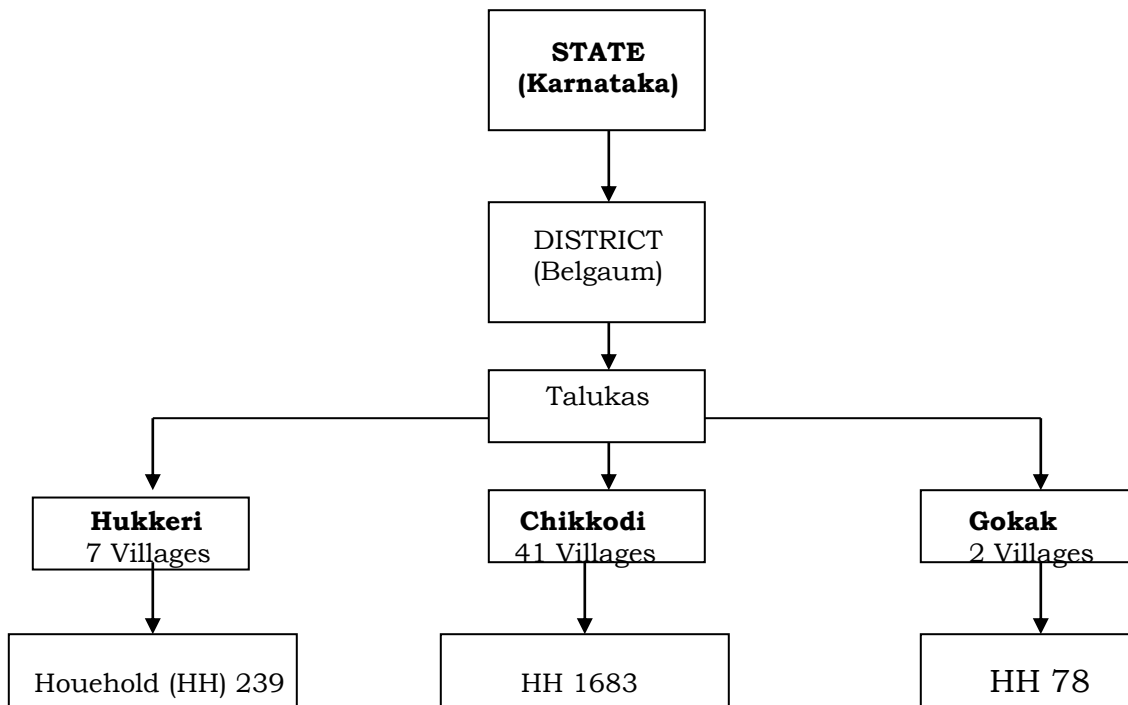 STATE
(Karnataka)
DISTRICT
(Belgaum)
Talukas
Hukkeri
7 Villages
Chikkodi
41 Villages
Gokak
2 Villages
Houehold (HH) 239
HH 1683
HH 78